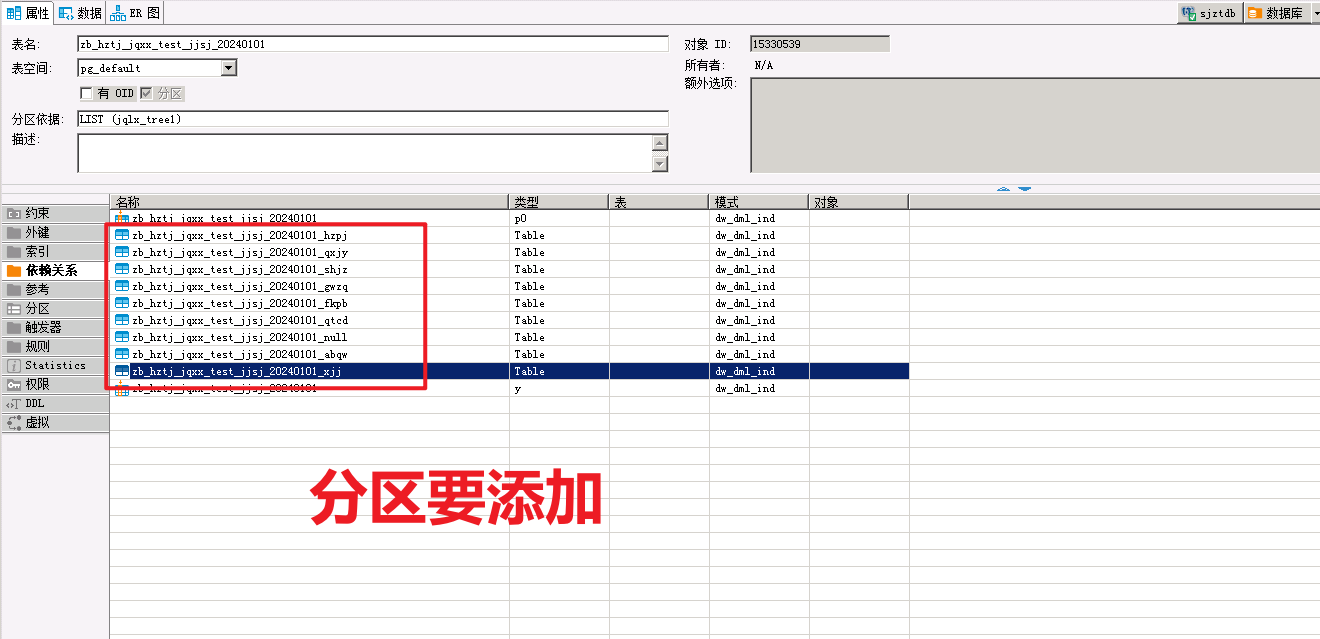 属性 数据 ER 图 sjztdb 数据库
表名: zb_hztj_jqxx_test_jjsj_20240101 对象 ID: 15330539
表空间: pg_default 所有者: N/A
有 OID 分区 额外选项:
分区依据: LIST (jqlx_tree1)
描述:
名称 类型 表 模式 对象
约束
外键
索引
依赖关系
参考
分区
触发器
规则
Statistics
权限
DDL
虚拟
zb_hztj_jqxx_test_jjsj_20240101 p0 dw_dml_ind
zb_hztj_jqxx_test_jjsj_20240101_hzpj Table dw_dml_ind
zb_hztj_jqxx_test_jjsj_20240101_qxjy Table dw_dml_ind
zb_hztj_jqxx_test_jjsj_20240101_shjz Table dw_dml_ind
zb_hztj_jqxx_test_jjsj_20240101_gwzq Table dw_dml_ind
zb_hztj_jqxx_test_jjsj_20240101_fkpb Table dw_dml_ind
zb_hztj_jqxx_test_jjsj_20240101_qtcd Table dw_dml_ind
zb_hztj_jqxx_test_jjsj_20240101_null Table dw_dml_ind
zb_hztj_jqxx_test_jjsj_20240101_abqw Table dw_dml_ind
zb_hztj_jqxx_test_jjsj_20240101_xjj Table dw_dml_ind
zb_hztj_jqxx_test_jjsj_20240101 y dw_dml_ind
分区要添加